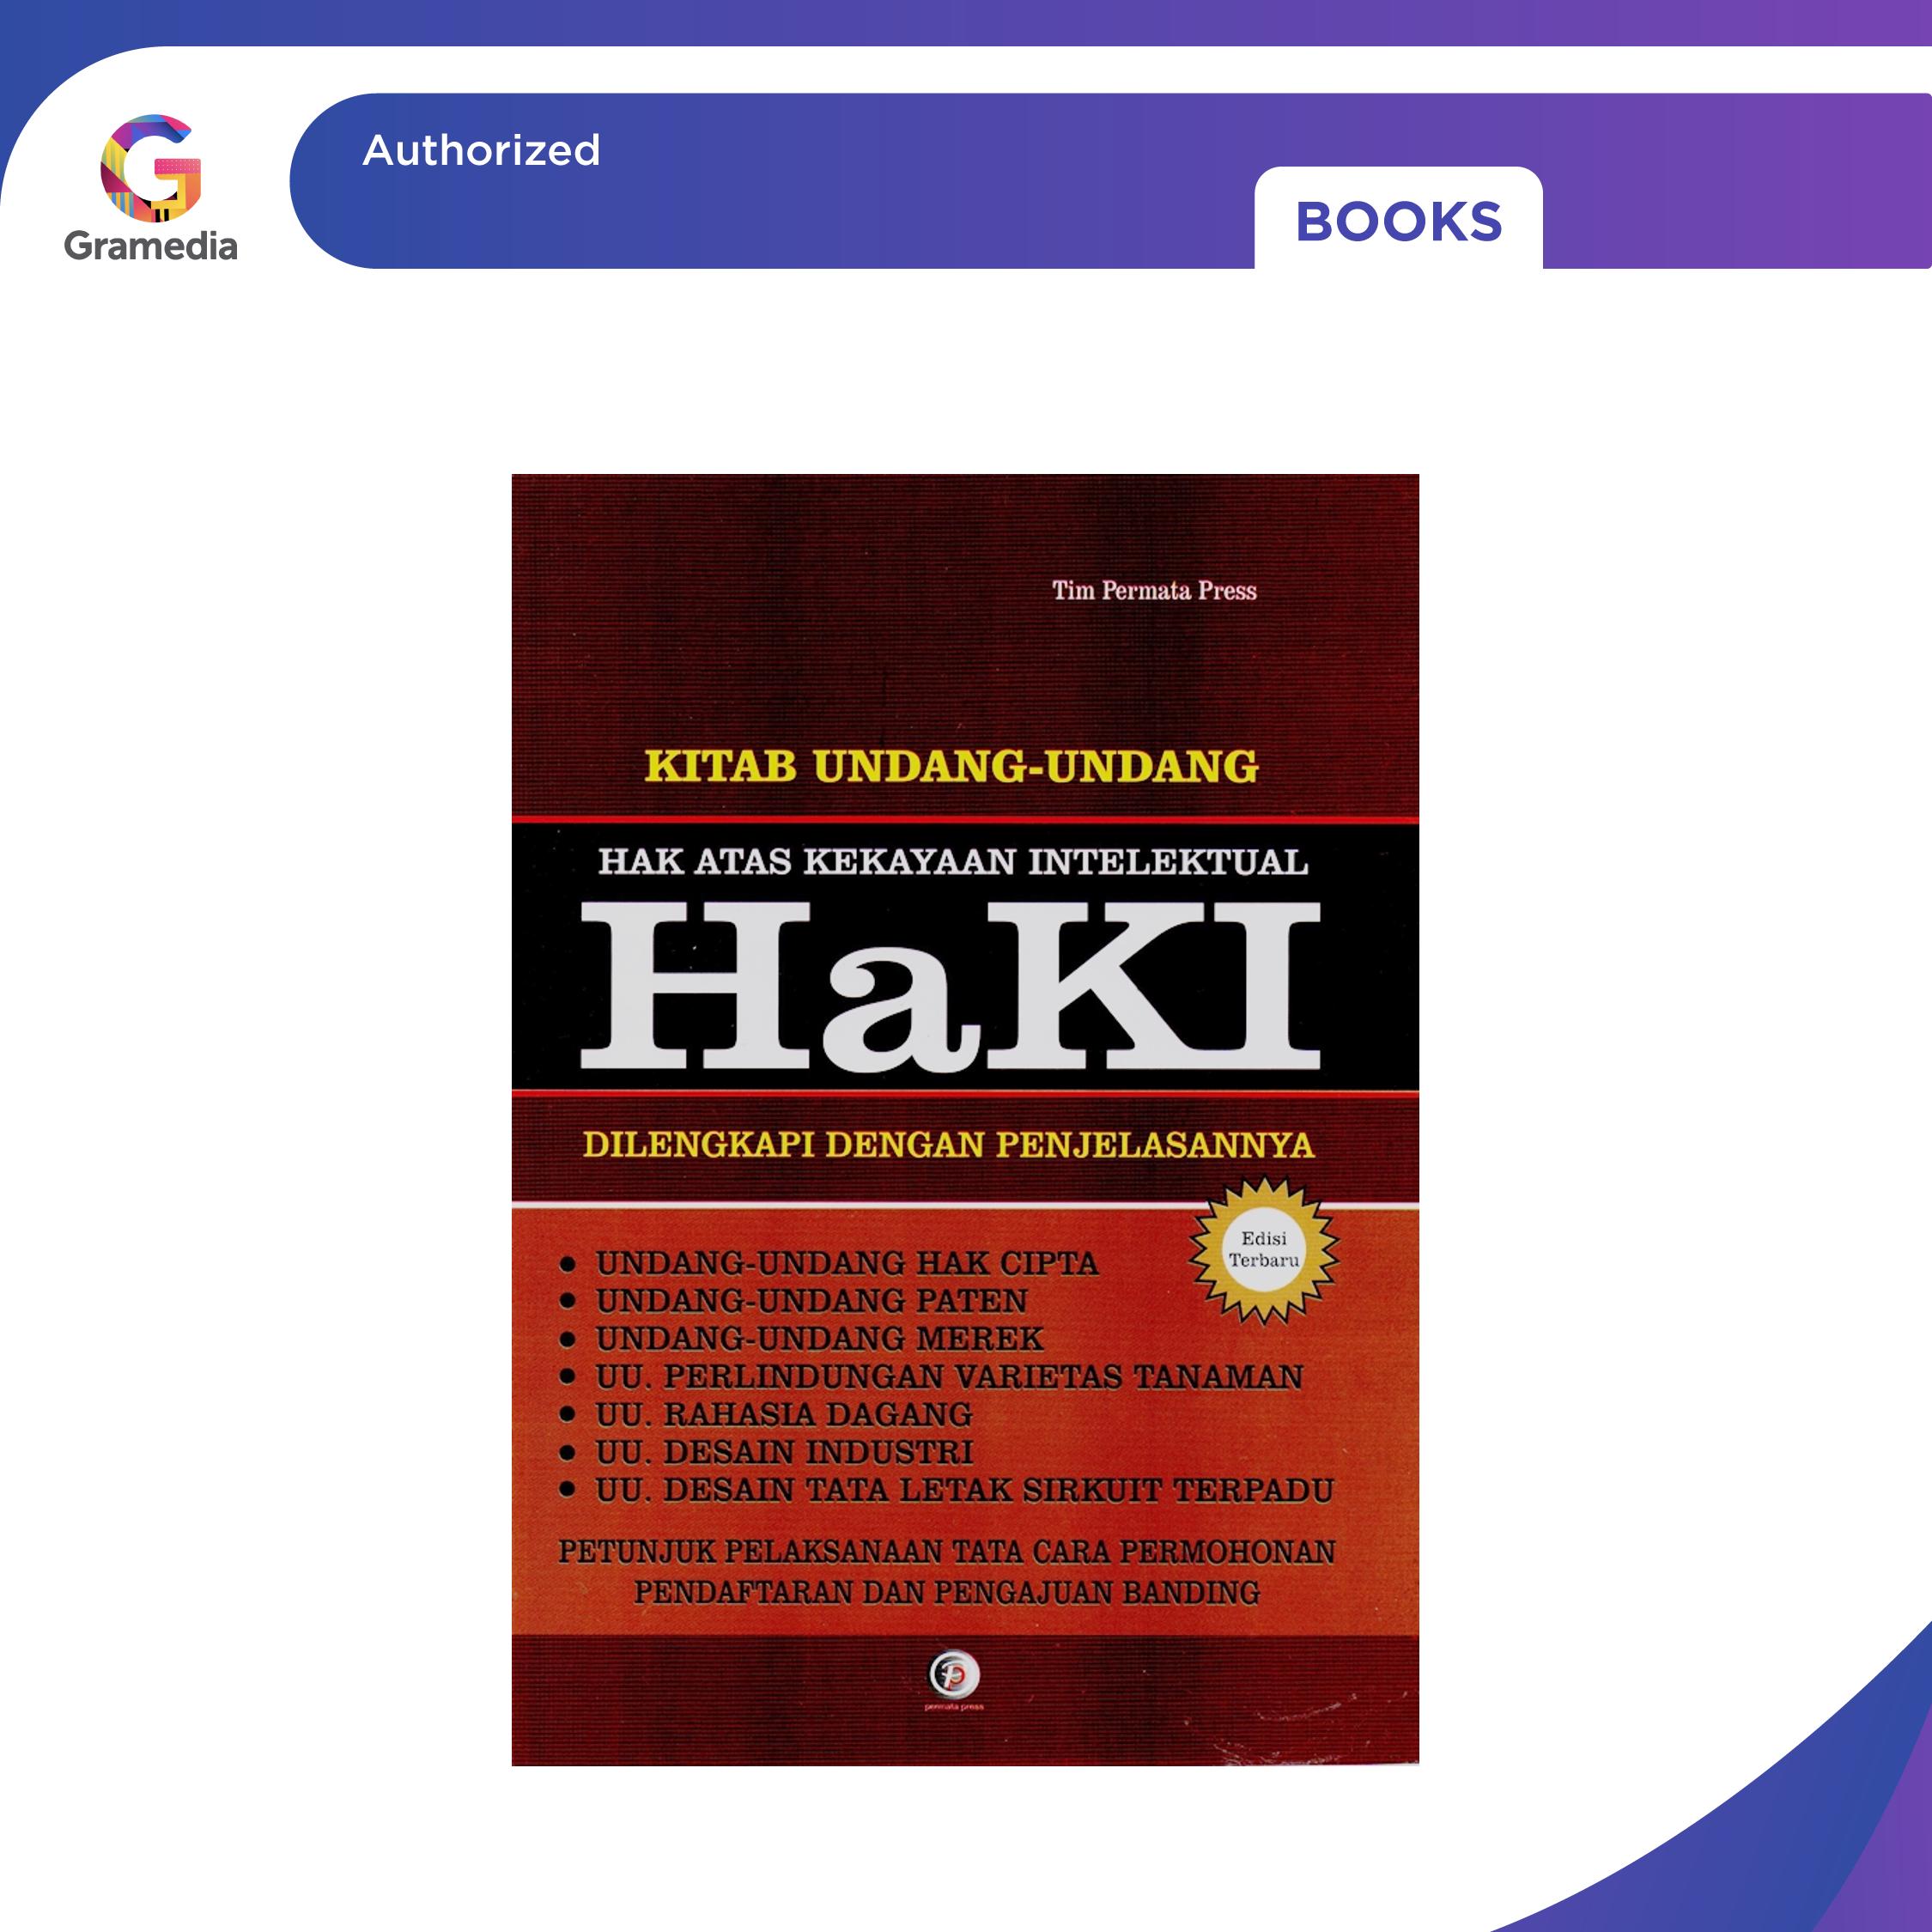 Gramedia
Authorized
BOOKS
Tim Permata Press
KITAB UNDANG-UNDANG
HAK ATAS KEKAYAAN INTELEKTUAL
HaKI
DILENGKAPI DENGAN PENJELASANNYA
Edisi
Terbaru
• UNDANG-UNDANG HAK CIPTA
• UNDANG-UNDANG PATEN
• UNDANG-UNDANG MEREK
• UU. PERLINDUNGAN VARIETAS TANAMAN
• UU. RAHASIA DAGANG
• UU. DESAIN INDUSTRI
• UU. DESAIN TATA LETAK SIRKUIT TERPADU
PETUNJUK PELAKSANAAN TATA CARA PERMOHONAN
PENDAFTARAN DAN PENGAJUAN BANDING
permata press